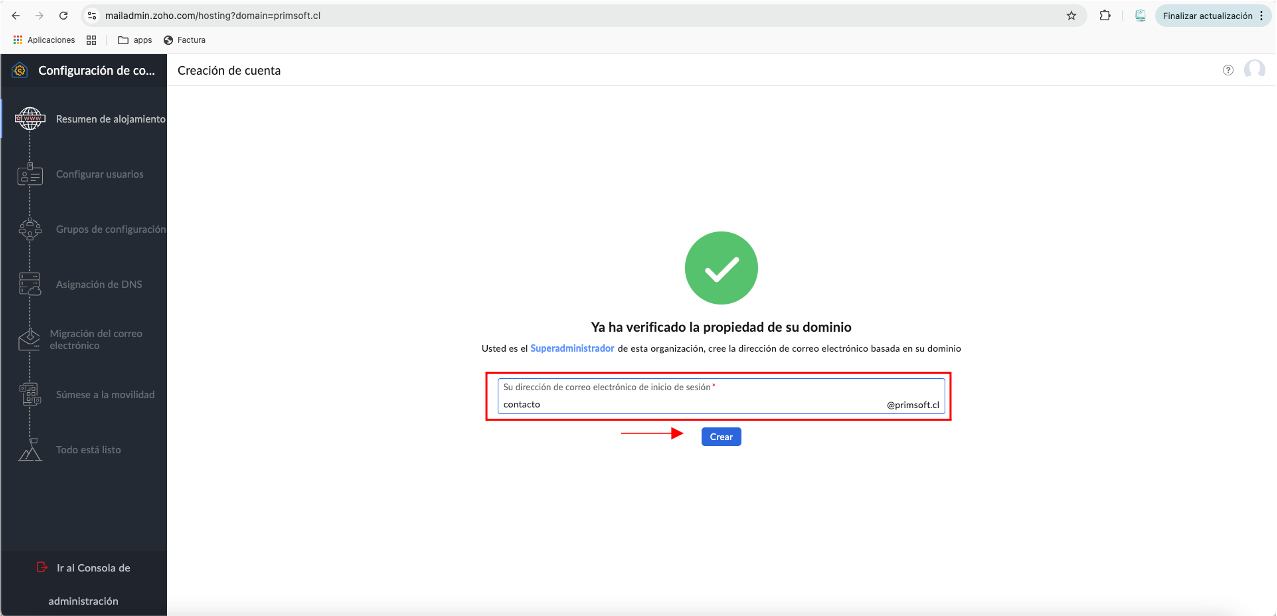 mailadmin.zoho.com/hosting?domain=primsoft.cl
Finalizar actualización
Aplicaciones
apps
Factura
Configuración de co...
Creación de cuenta
Resumen de alojamiento
Configurar usuarios
Grupos de configuración
Asignación de DNS
Migración del correo
electrónico
Súmese a la movilidad
Todo está listo
Ir al Consola de
administración
Ya ha verificado la propiedad de su dominio
Usted es el Superadministrador de esta organización, cree la dirección de correo electrónico basada en su dominio
Su dirección de correo electrónico de inicio de sesión*
contacto @primsoft.cl
Crear